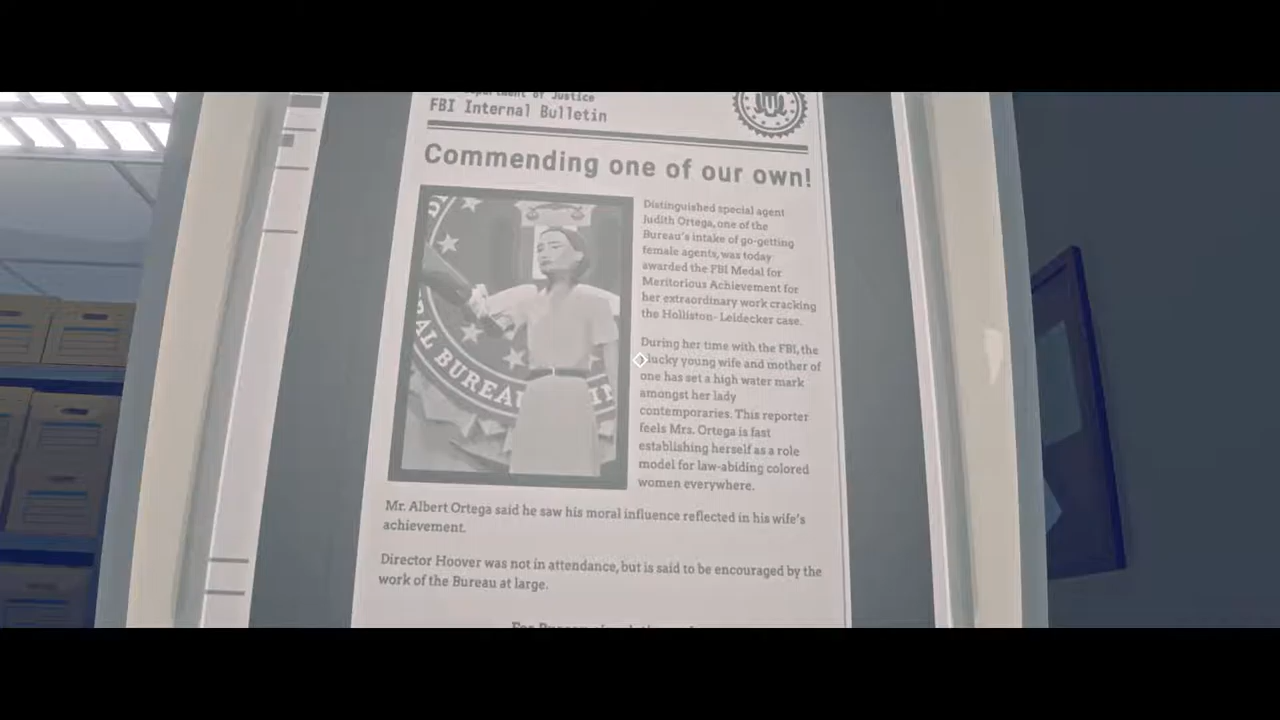 Department of Justice
FBI Internal Bulletin
Commending one of our own!
Distinguished special agent
Judith Ortega, one of the
Bureau's intake of go-getting
female agents, was today
awarded the FBI Medal for
Meritorious Achievement for
her extraordinary work cracking
the Holliston- Leidecker case.
During her time with the FBI, the
plucky young wife and mother of
one has set a high water mark
amongst her lady
contemporaries. This reporter
feels Mrs. Ortega is fast
establishing herself as a role
model for law-abiding colored
women everywhere.
Mr. Albert Ortega said he saw his moral influence reflected in his wife's
achievement.
Director Hoover was not in attendance, but is said to be encouraged by the
work of the Bureau at large.